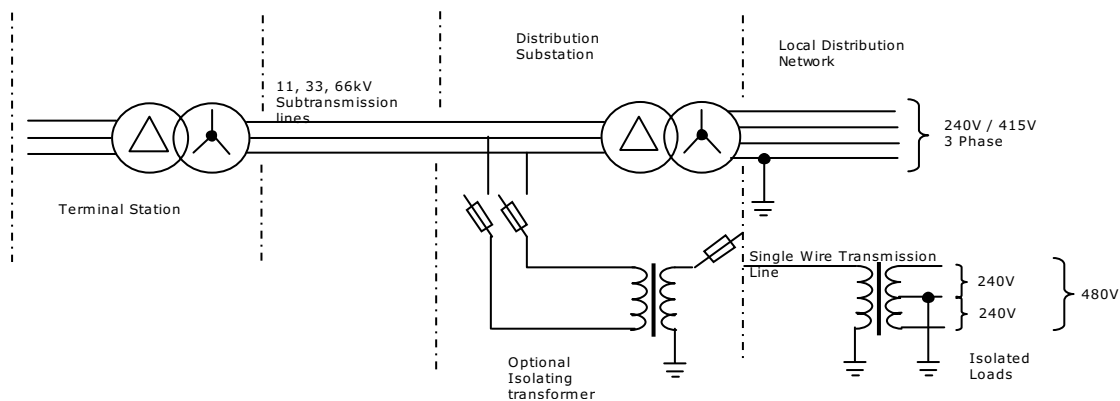 Distribution
Substation
Local Distribution
Network
11, 33, 66kV
Subtransmission
lines
240V / 415V
3 Phase
Terminal Station
Single Wire Transmission
Line
240V
480V
240V
Optional
Isolating
transformer
Isolated
Loads